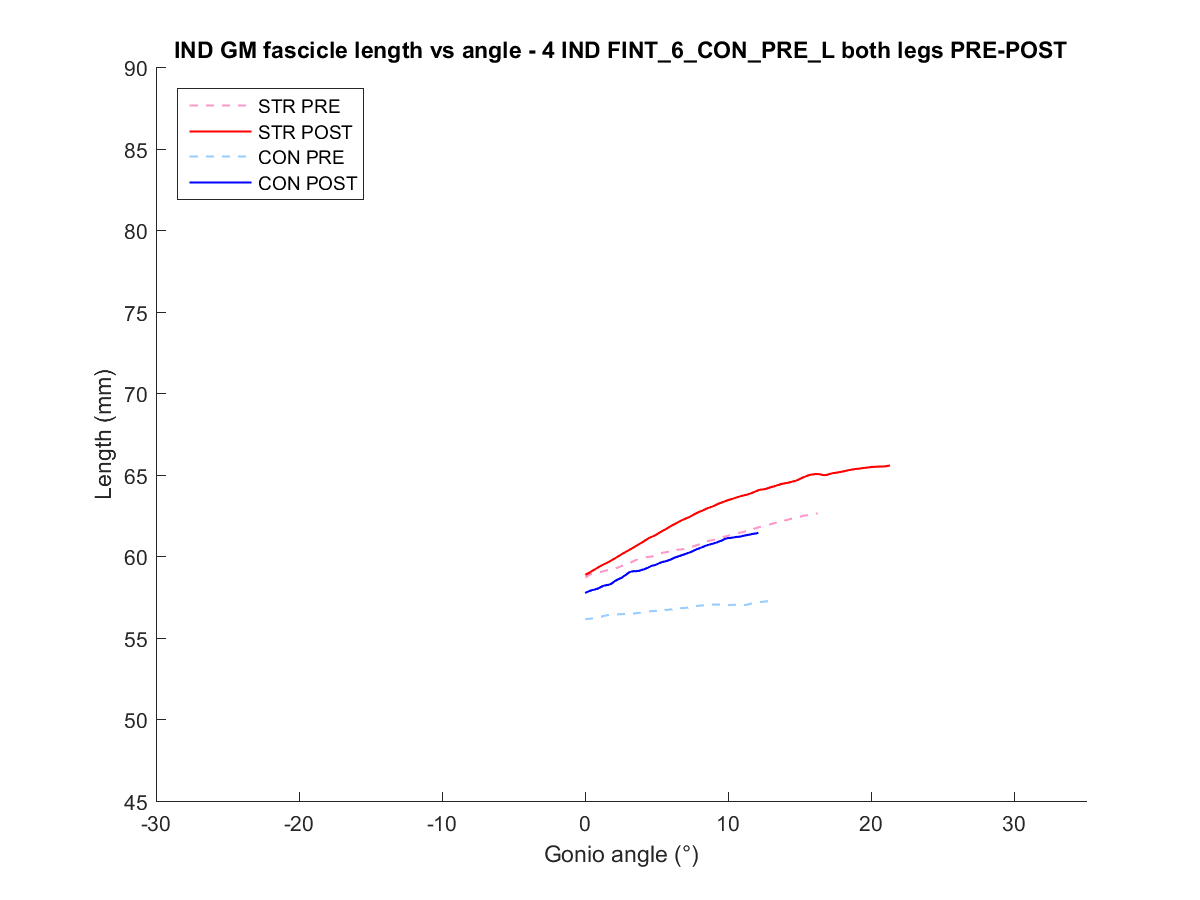 IND GM fascicle length vs angle - 4 IND FINT_6_CON_PRE_L both legs PRE-POST
90
85
80
75
70
65
60
55
50
45
Length (mm)
STR PRE
STR POST
CON PRE
CON POST
-30
-20
-10
0
10
20
30
Gonio angle (°)